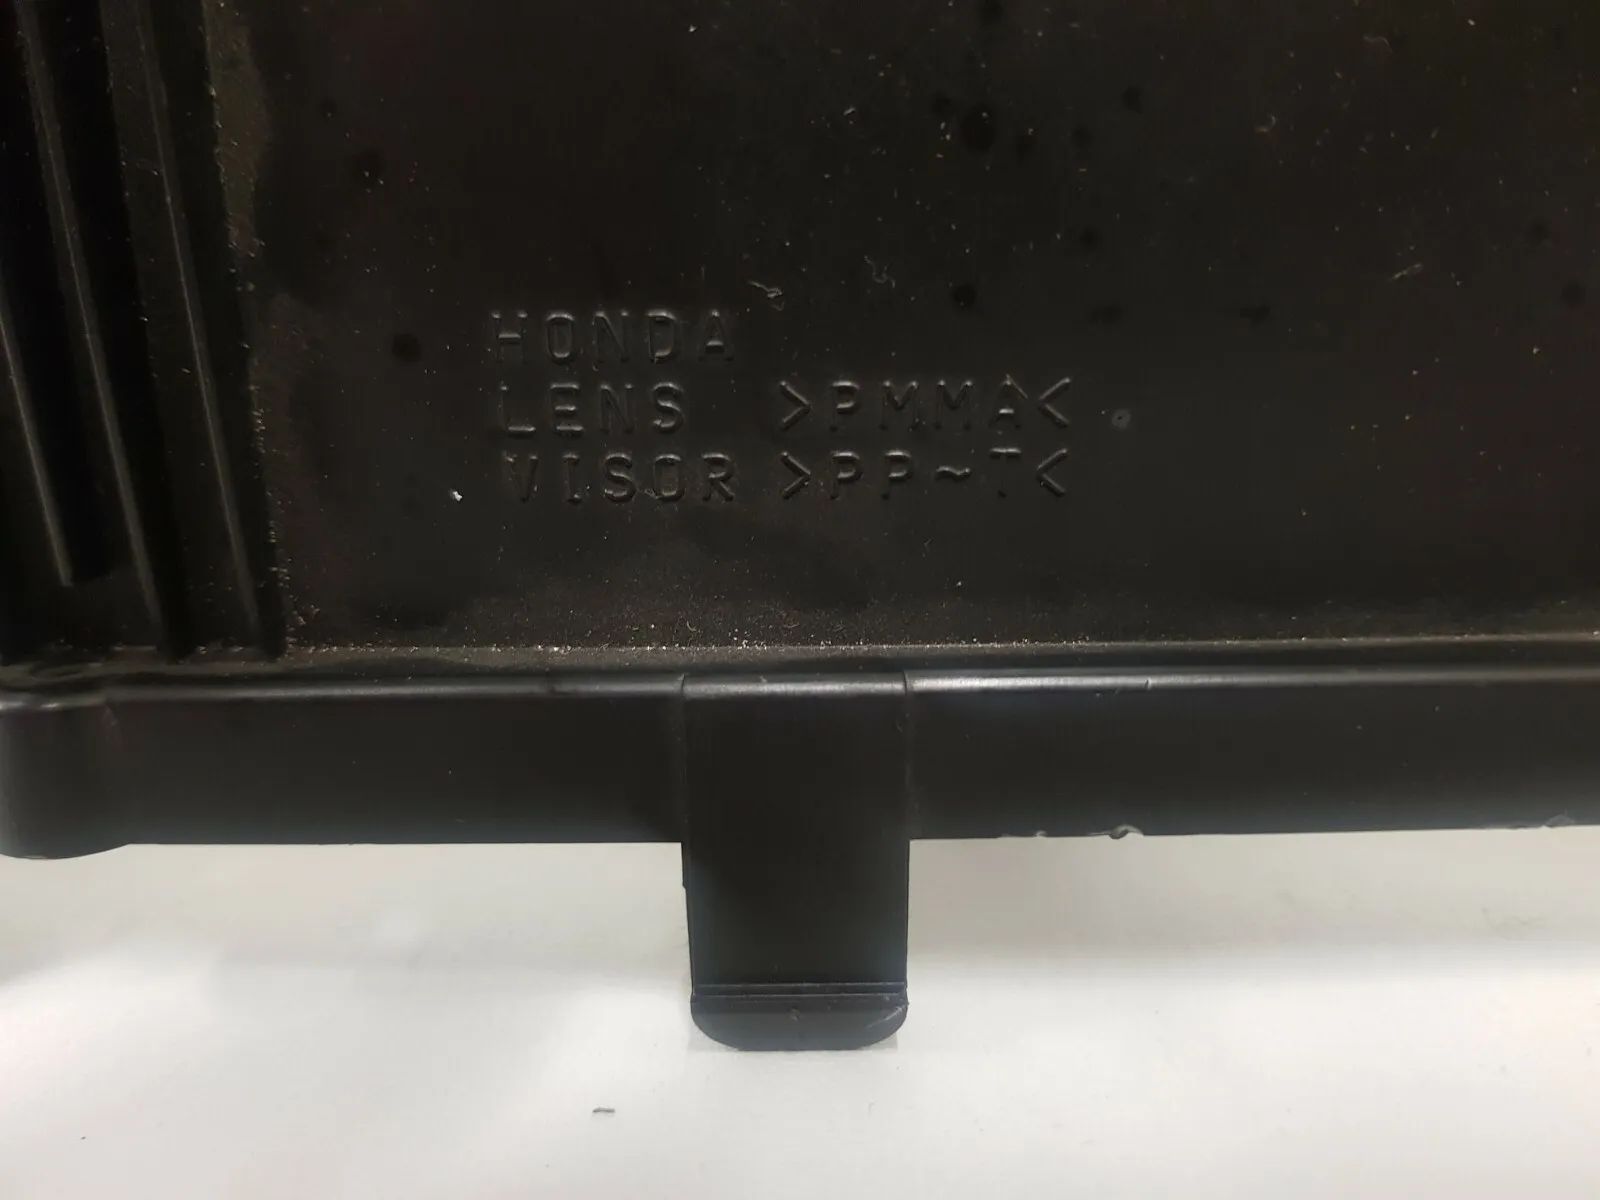 HONDA
LENS >PMMA<
VISOR >PP~T<